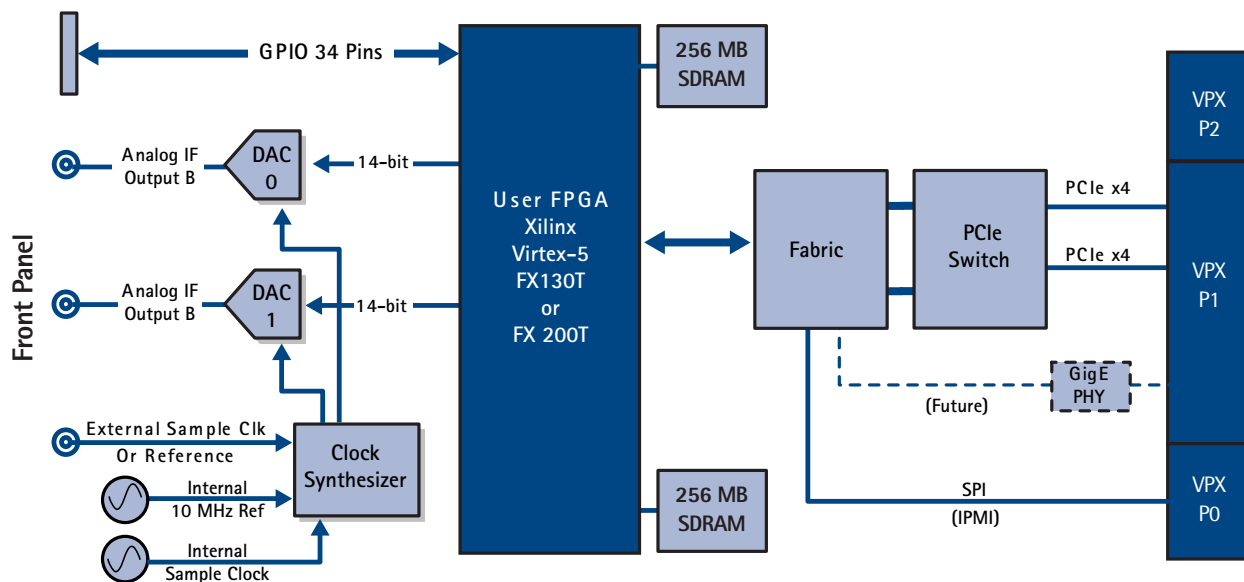 Front Panel
GPIO 34 Pins
Analog IF
Output B
DAC
0
14-bit
Analog IF
Output B
DAC
1
14-bit
External Sample Clk
Or Reference
Internal
10 MHz Ref
Internal
Sample Clock
Clock
Synthesizer
User FPGA
Xilinx
Virtex-5
FX130T
or
FX 200T
256 MB
SDRAM
256 MB
SDRAM
Fabric
PCIe
Switch
PCIe x4
PCIe x4
(Future)
GigE
PHY
SPI
(IPMI)
VPX
P2
VPX
P1
VPX
P0